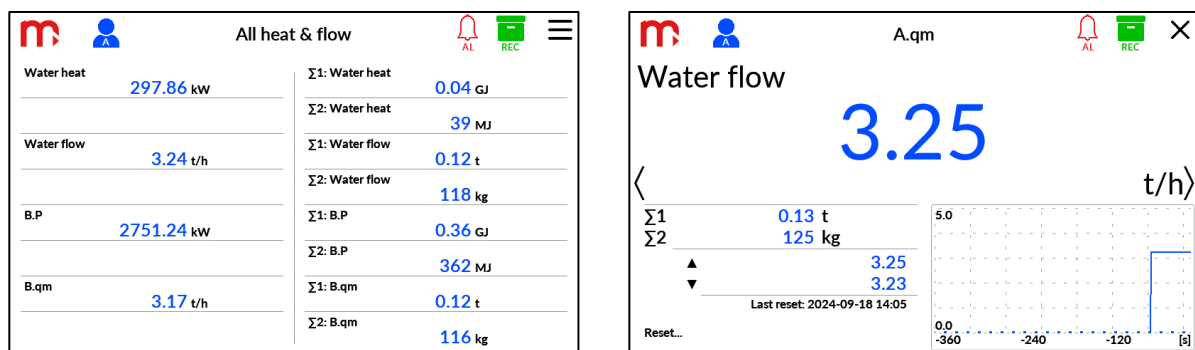 m
A
All heat & flow
AL
REC
Water heat
297.86 kW
Water flow
3.24 t/h
B.P
2751.24 kW
B.qm
3.17 t/h
∑1: Water heat
0.04 GJ
∑2: Water heat
39 MJ
∑1: Water flow
0.12 t
∑2: Water flow
118 kg
∑1: B.P
0.36 GJ
∑2: B.P
362 MJ
∑1: B.qm
0.12 t
∑2: B.qm
116 kg
m
A
A.qm
AL
REC
Water flow
3.25
t/h
∑1 0.13 t
∑2 125 kg
▲ 3.25
▼ 3.23
Last reset: 2024-09-18 14:05
Reset...
5.0
0.0
-360 -240 -120 [s]